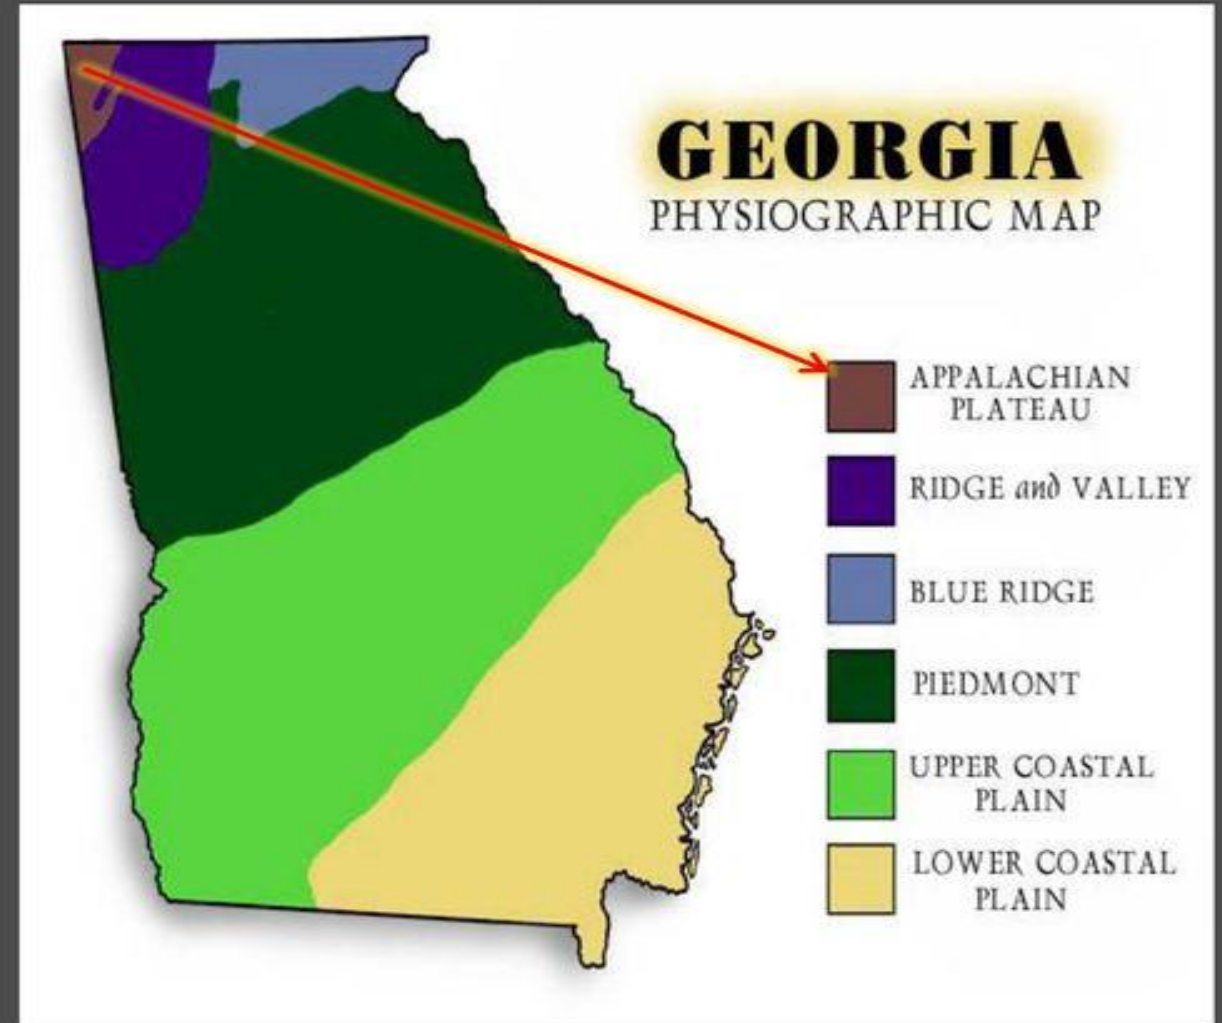 GEORGIA
PHYSIOGRAPHIC MAP
APPALACHIAN
PLATEAU
RIDGE and VALLEY
BLUE RIDGE
PIEDMONT
UPPER COASTAL
PLAIN
LOWER COASTAL
PLAIN